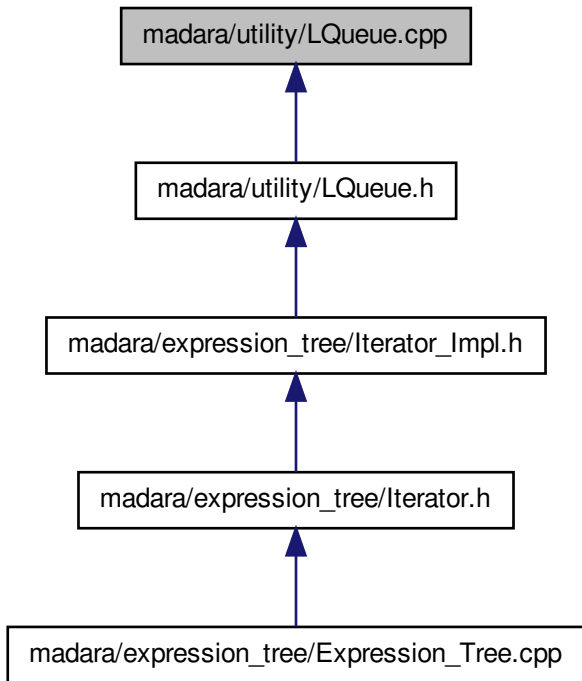 madara/utility/LQueue.cpp
madara/utility/LQueue.h
madara/expression_tree/Iterator_Impl.h
madara/expression_tree/Iterator.h
madara/expression_tree/Expression_Tree.cpp